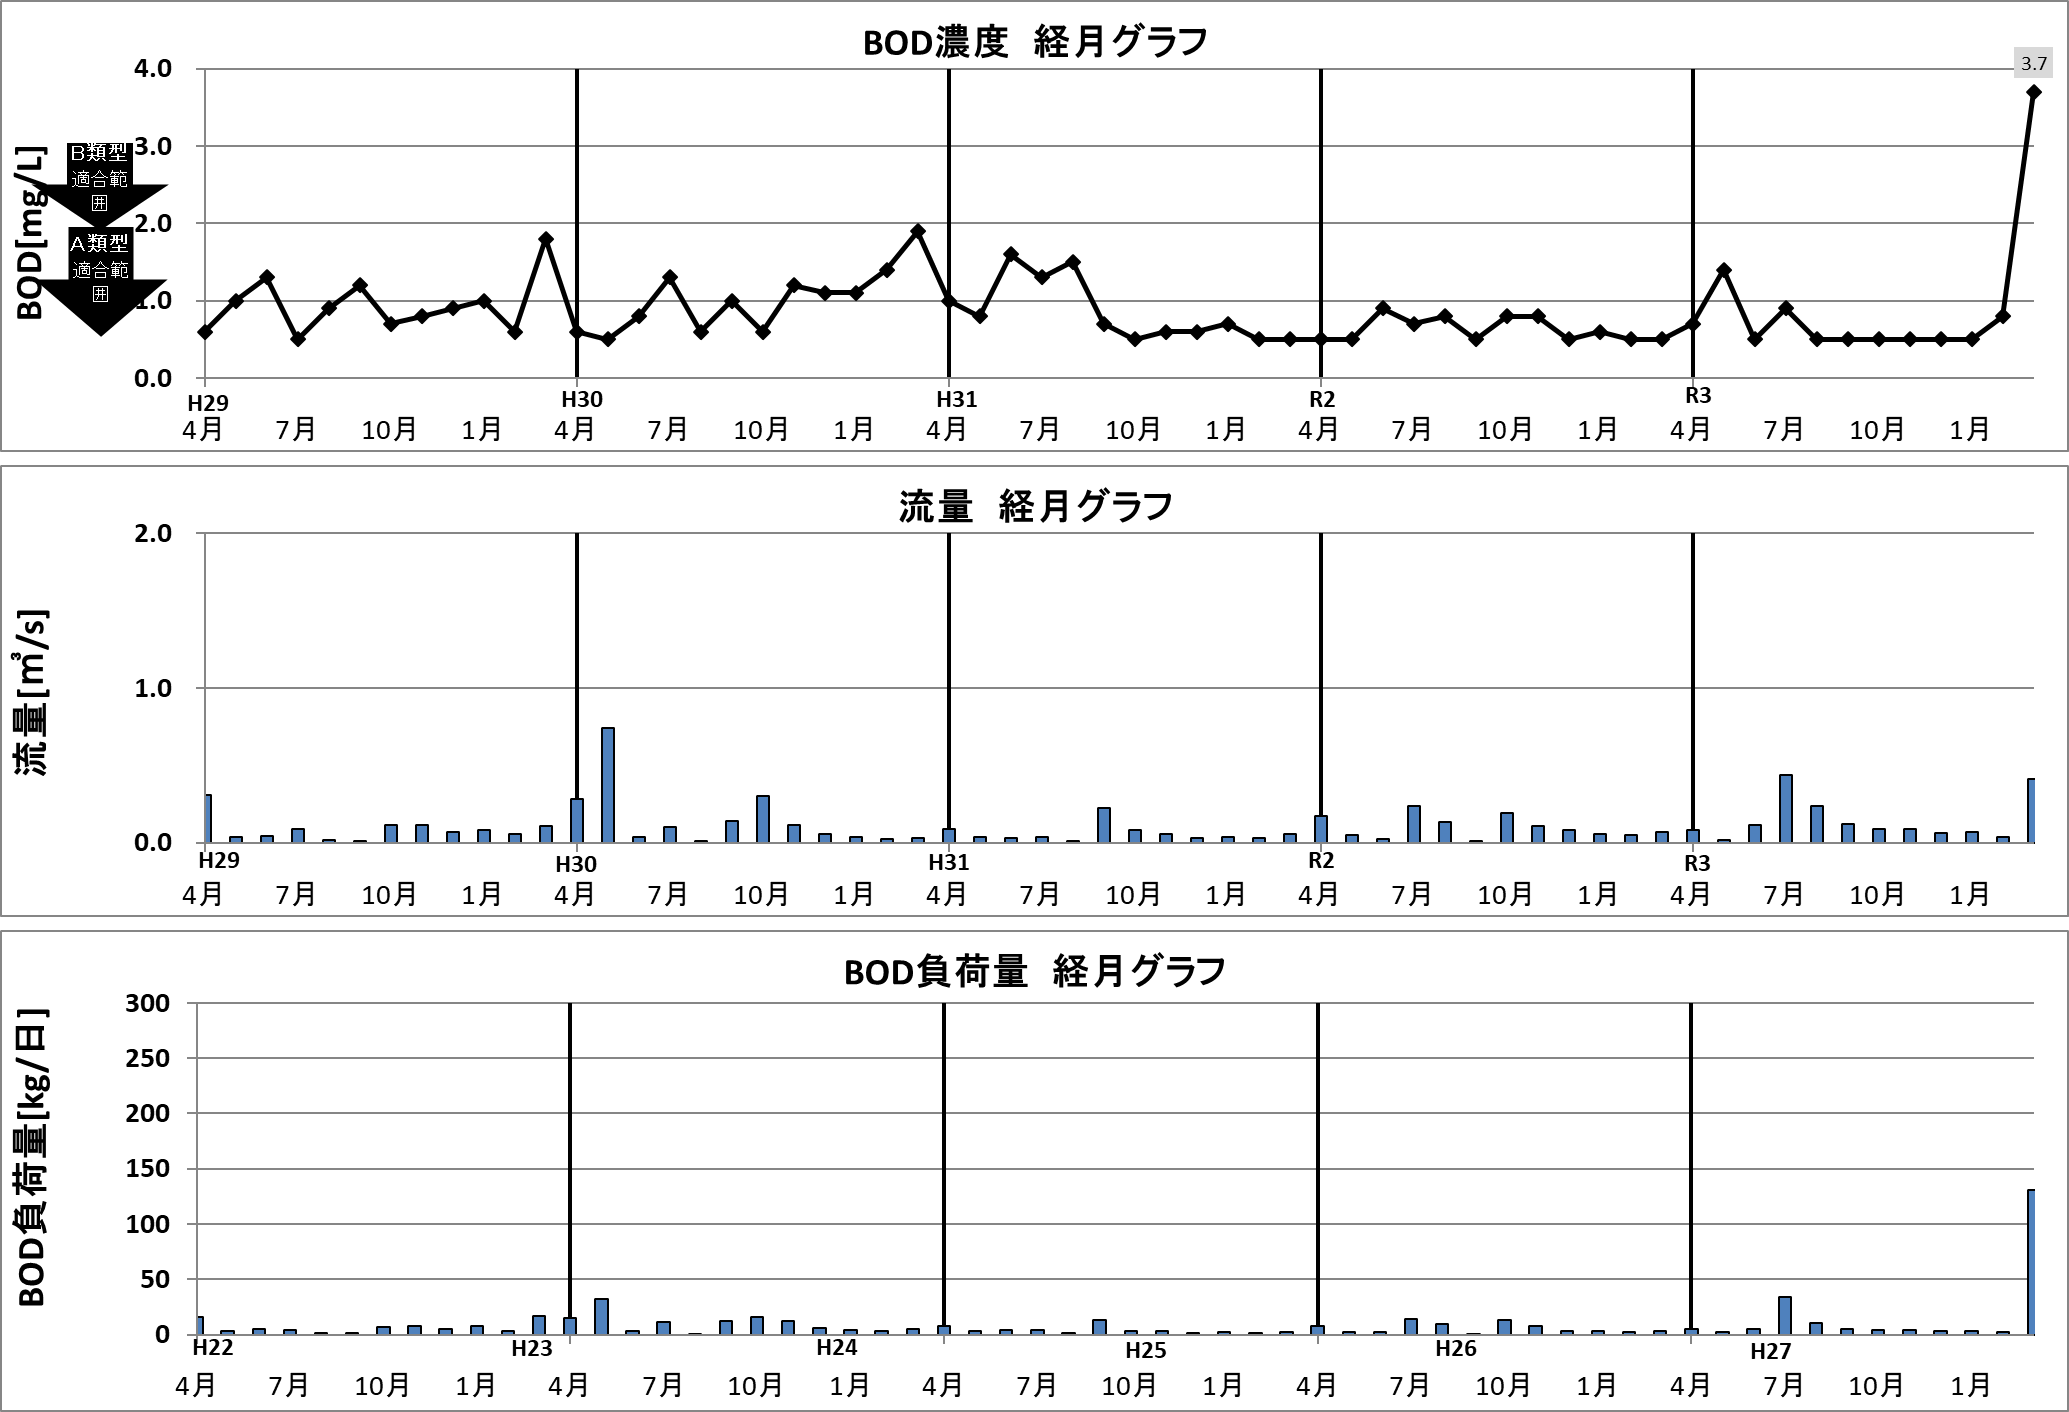 BOD濃度　経月グラフ
BOD[mg/L]
B類型
適合範
囲
A類型
適合範
囲
4.0
3.0
2.0
1.0
0.0
3.7
H29 H30 H31 R2 R3
4月 7月 10月 1月 4月 7月 10月 1月 4月 7月 10月 1月 4月 7月 10月 1月 4月 7月 10月 1月
流量　経月グラフ
流量[m³/s]
2.0
1.0
0.0
H29 H30 H31 R2 R3
4月 7月 10月 1月 4月 7月 10月 1月 4月 7月 10月 1月 4月 7月 10月 1月 4月 7月 10月 1月
BOD負荷量　経月グラフ
BOD負荷量[kg/日]
300
250
200
150
100
50
0
H22 H23 H24 H25 H26 H27
4月 7月 10月 1月 4月 7月 10月 1月 4月 7月 10月 1月 4月 7月 10月 1月 4月 7月 10月 1月